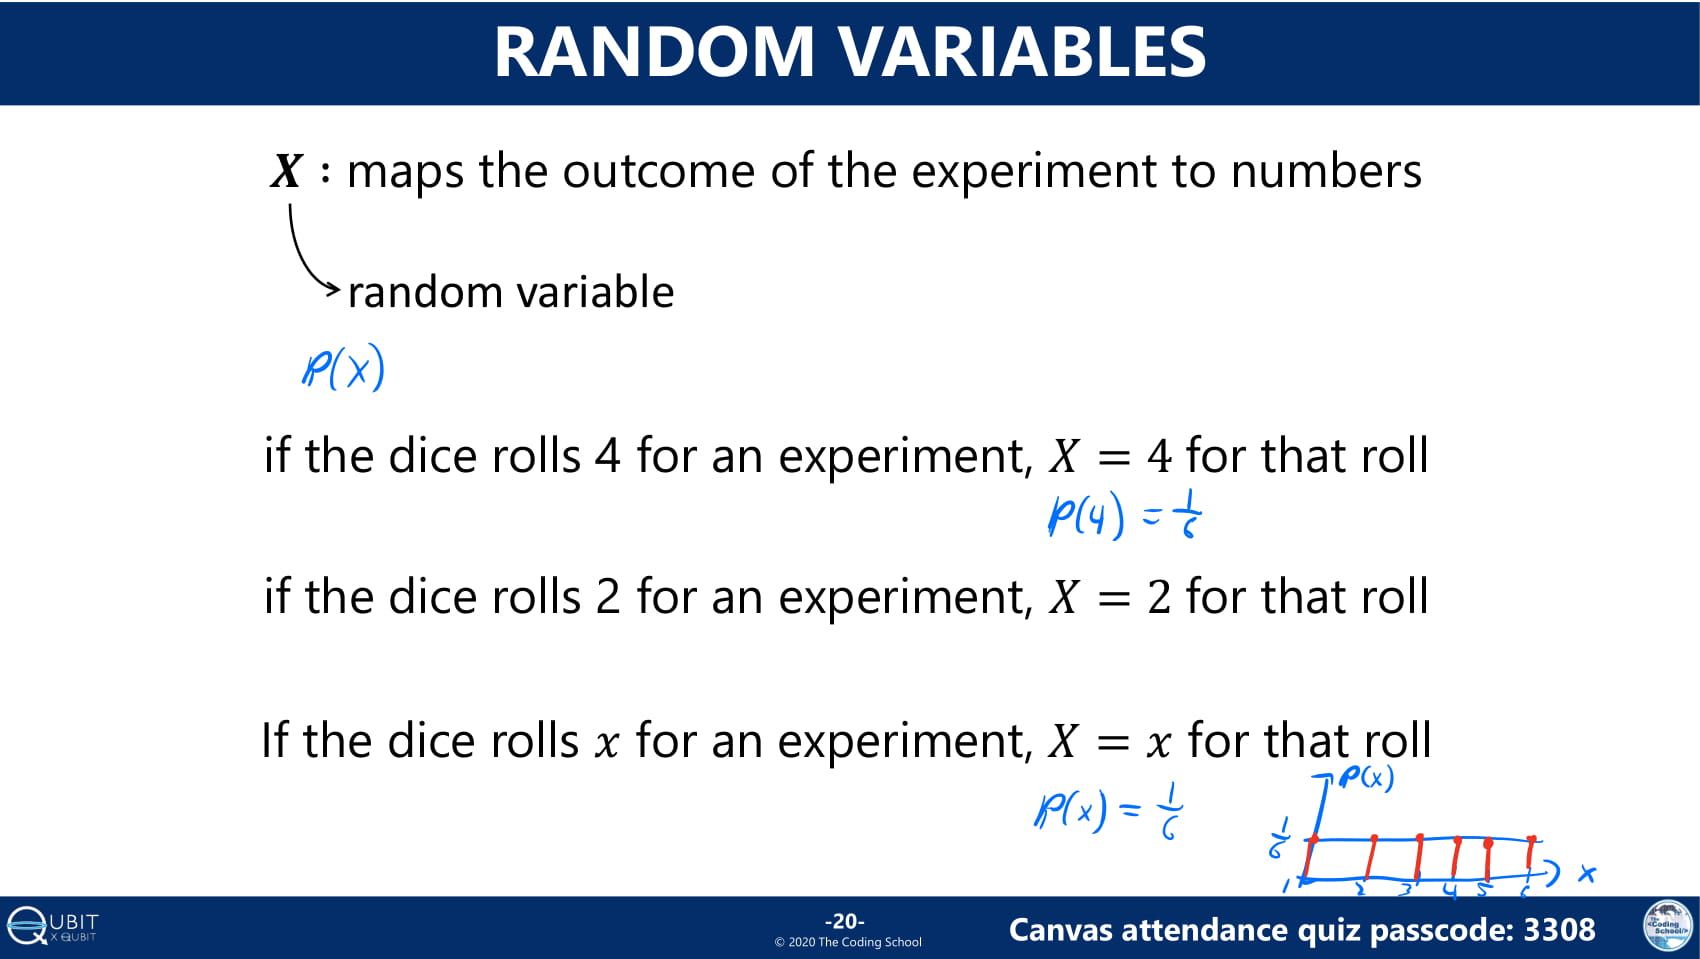 RANDOM VARIABLES
X : maps the outcome of the experiment to numbers
random variable
P(X)
if the dice rolls 4 for an experiment, X = 4 for that roll
P(4) = 1/6
if the dice rolls 2 for an experiment, X = 2 for that roll
If the dice rolls x for an experiment, X = x for that roll
P(x) = 1/6
P(x)
1/6
1 2 3 4 5 6 x
QUBIT
X QUBIT
-20-
© 2020 The Coding School
Canvas attendance quiz passcode: 3308
The
<Coding
School/>